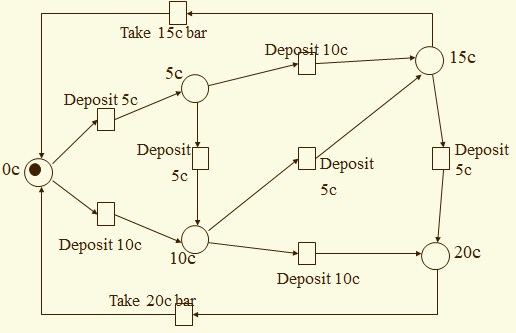 Take 15c bar
Deposit 10c
15c
5c
Deposit 5c
Deposit
5c
Deposit
5c
Deposit
5c
0c
Deposit 10c
10c
20c
Deposit 10c
Take 20c bar